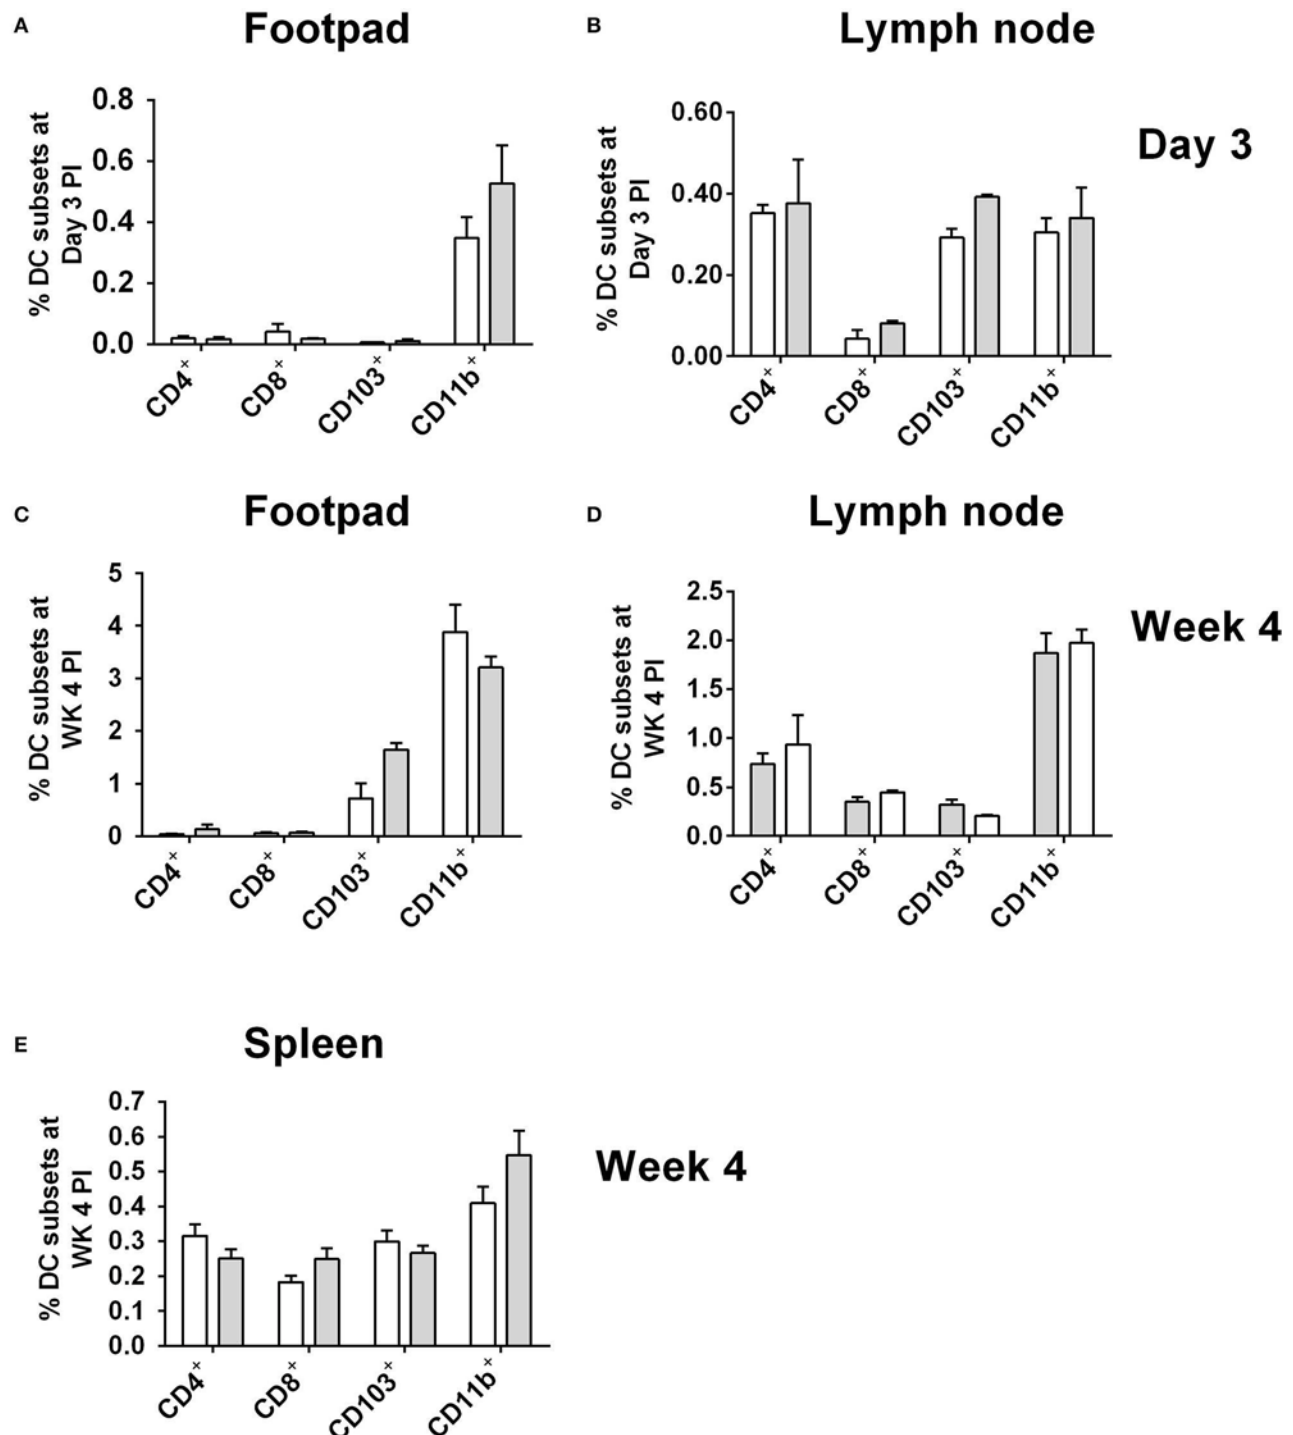 A
Footpad
% DC subsets at
Day 3 PI
0.8
0.6
0.4
0.2
0.0
CD4+
CD8+
CD103+
CD11b+
B
Lymph node
% DC subsets at
Day 3 PI
0.60
0.40
0.20
0.00
CD4+
CD8+
CD103+
CD11b+
Day 3
C
Footpad
% DC subsets at
WK 4 PI
5
4
3
2
1
0
CD4+
CD8+
CD103+
CD11b+
D
Lymph node
% DC subsets at
WK 4 PI
2.5
2.0
1.5
1.0
0.5
0.0
CD4+
CD8+
CD103+
CD11b+
Week 4
E
Spleen
% DC subsets at
WK 4 PI
0.7
0.6
0.5
0.4
0.3
0.2
0.1
0.0
CD4+
CD8+
CD103+
CD11b+
Week 4